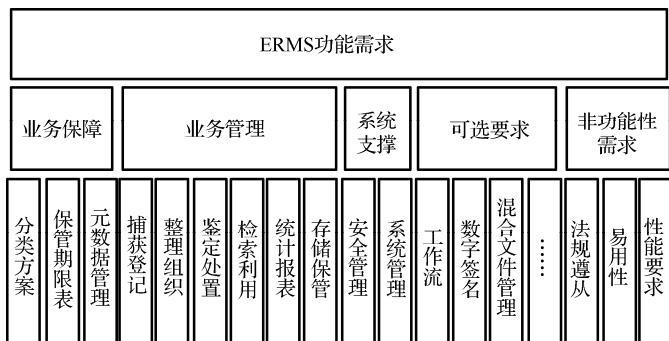 ERMS功能需求
业务保障
业务管理
系统
支撑
可选要求
非功能性
需求
分类方案
保管期限表
元数据管理
捕获登记
整理组织
鉴定处置
检索利用
统计报表
存储保管
安全管理
系统管理
工作流
数字签名
混合文件管理
……
法规遵从
易用性
性能要求